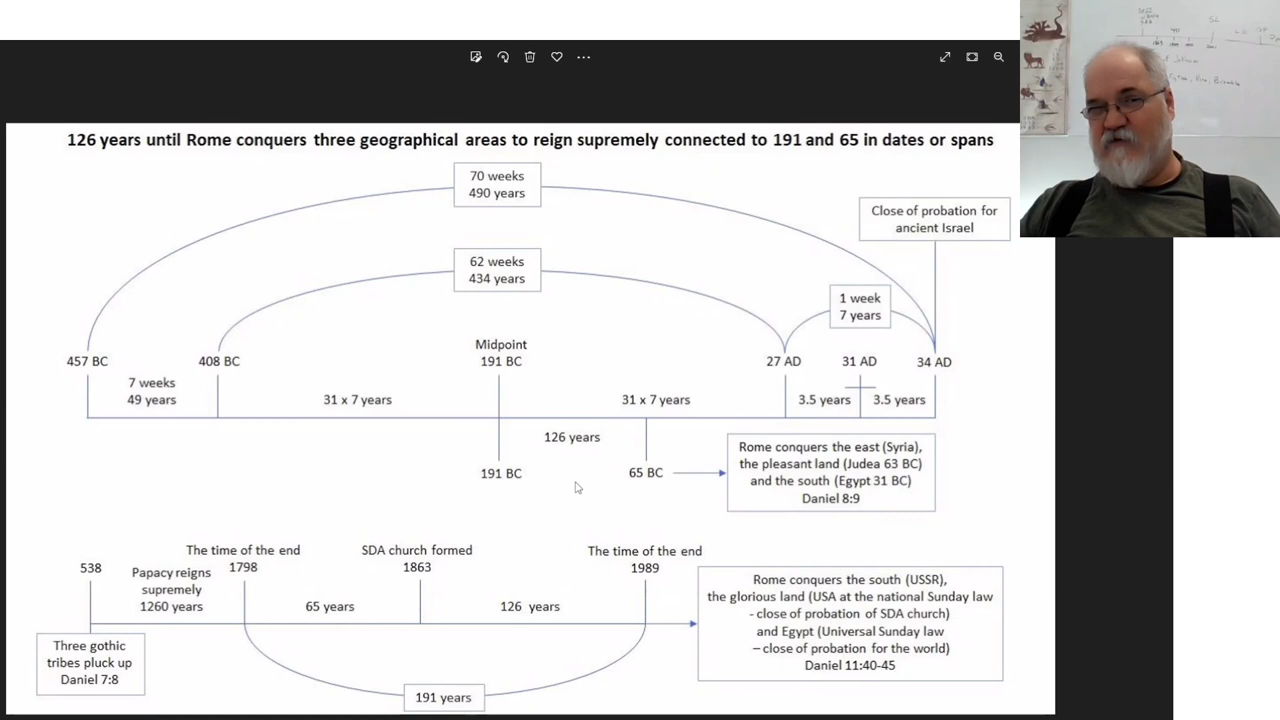 126 years until Rome conquers three geographical areas to reign supremely connected to 191 and 65 in dates or spans
70 weeks
490 years
Close of probation for
ancient Israel
62 weeks
434 years
1 week
7 years
Midpoint
457 BC
408 BC
191 BC
27 AD
31 AD
34 AD
7 weeks
49 years
31 x 7 years
31 x 7 years
3.5 years
3.5 years
126 years
191 BC
65 BC
Rome conquers the east (Syria),
the pleasant land (Judea 63 BC)
and the south (Egypt 31 BC)
Daniel 8:9
The time of the end
1798
SDA church formed
1863
The time of the end
1989
538
Papacy reigns
supremely
1260 years
65 years
126 years
Three gothic
tribes pluck up
Daniel 7:8
Rome conquers the south (USSR),
the glorious land (USA at the national Sunday law
- close of probation of SDA church)
and Egypt (Universal Sunday law
– close of probation for the world)
Daniel 11:40-45
191 years